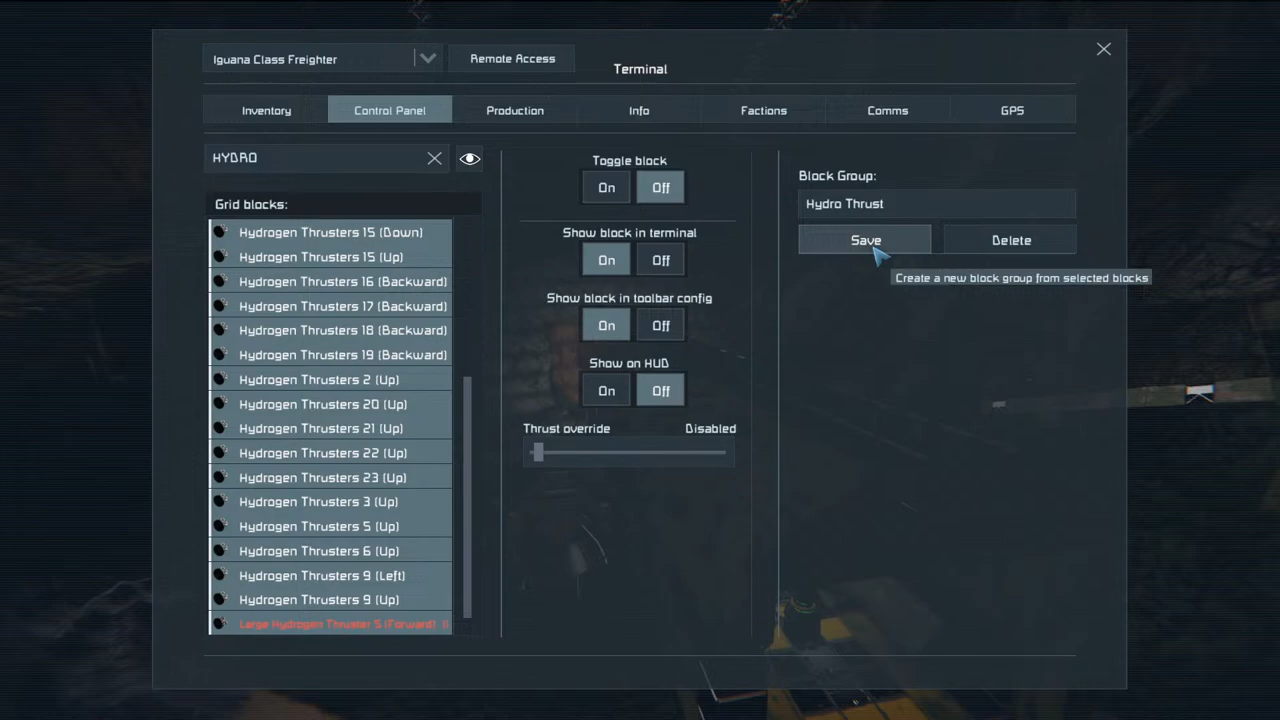 Iguana Class Freighter
Remote Access
Terminal
Inventory
Control Panel
Production
Info
Factions
Comms
GPS
HYDRO
Grid blocks:
Hydrogen Thrusters 15 (Down)
Hydrogen Thrusters 15 (Up)
Hydrogen Thrusters 16 (Backward)
Hydrogen Thrusters 17 (Backward)
Hydrogen Thrusters 18 (Backward)
Hydrogen Thrusters 19 (Backward)
Hydrogen Thrusters 2 (Up)
Hydrogen Thrusters 20 (Up)
Hydrogen Thrusters 21 (Up)
Hydrogen Thrusters 22 (Up)
Hydrogen Thrusters 23 (Up)
Hydrogen Thrusters 3 (Up)
Hydrogen Thrusters 5 (Up)
Hydrogen Thrusters 6 (Up)
Hydrogen Thrusters 9 (Left)
Hydrogen Thrusters 9 (Up)
Large Hydrogen Thruster 5 (Forward)
Toggle block
On Off
Show block in terminal
On Off
Show block in toolbar config
On Off
Show on HUD
On Off
Thrust override Disabled
Block Group:
Hydro Thrust
Save
Delete
Create a new block group from selected blocks